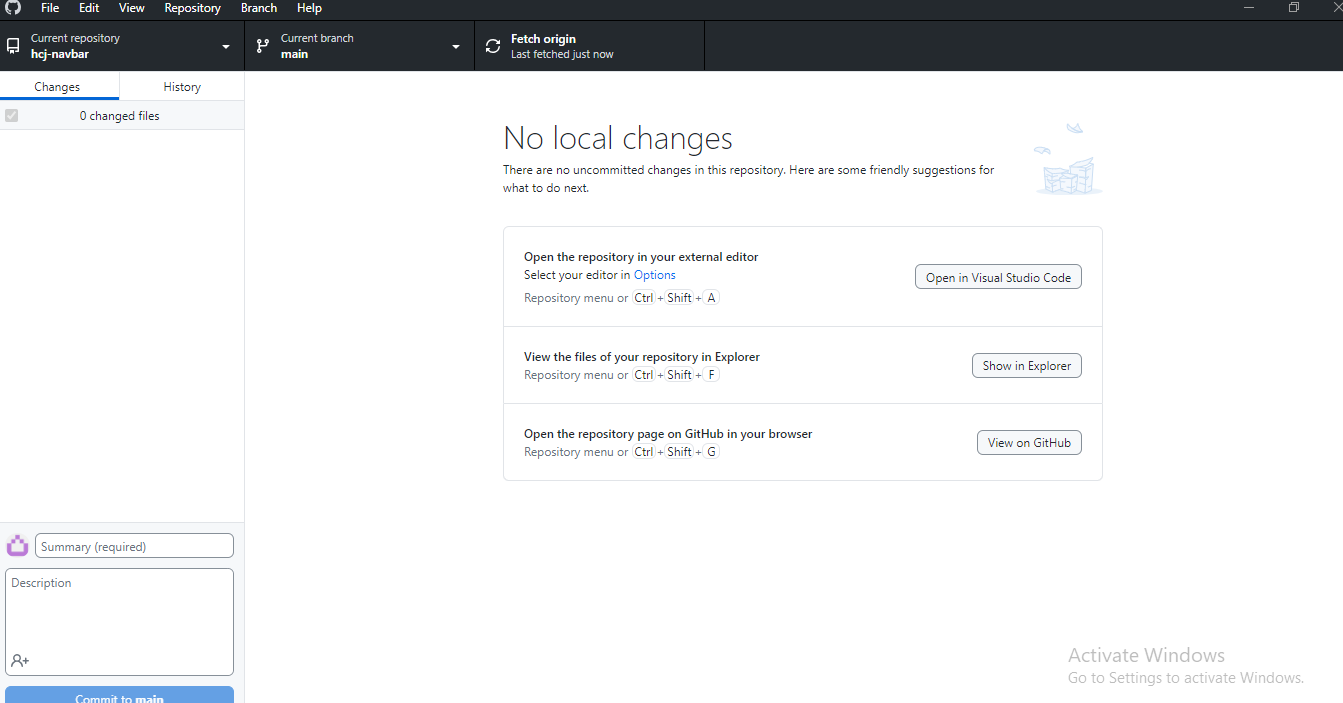 File Edit View Repository Branch Help
Current repository
hcj-navbar
Current branch
main
Fetch origin
Last fetched just now
Changes
History
0 changed files
No local changes
There are no uncommitted changes in this repository. Here are some friendly suggestions for
what to do next.
Open the repository in your external editor
Select your editor in Options
Repository menu or Ctrl + Shift + A
Open in Visual Studio Code
View the files of your repository in Explorer
Repository menu or Ctrl + Shift + F
Show in Explorer
Open the repository page on GitHub in your browser
Repository menu or Ctrl + Shift + G
View on GitHub
Summary (required)
Description
Commit to main
Activate Windows
Go to Settings to activate Windows.